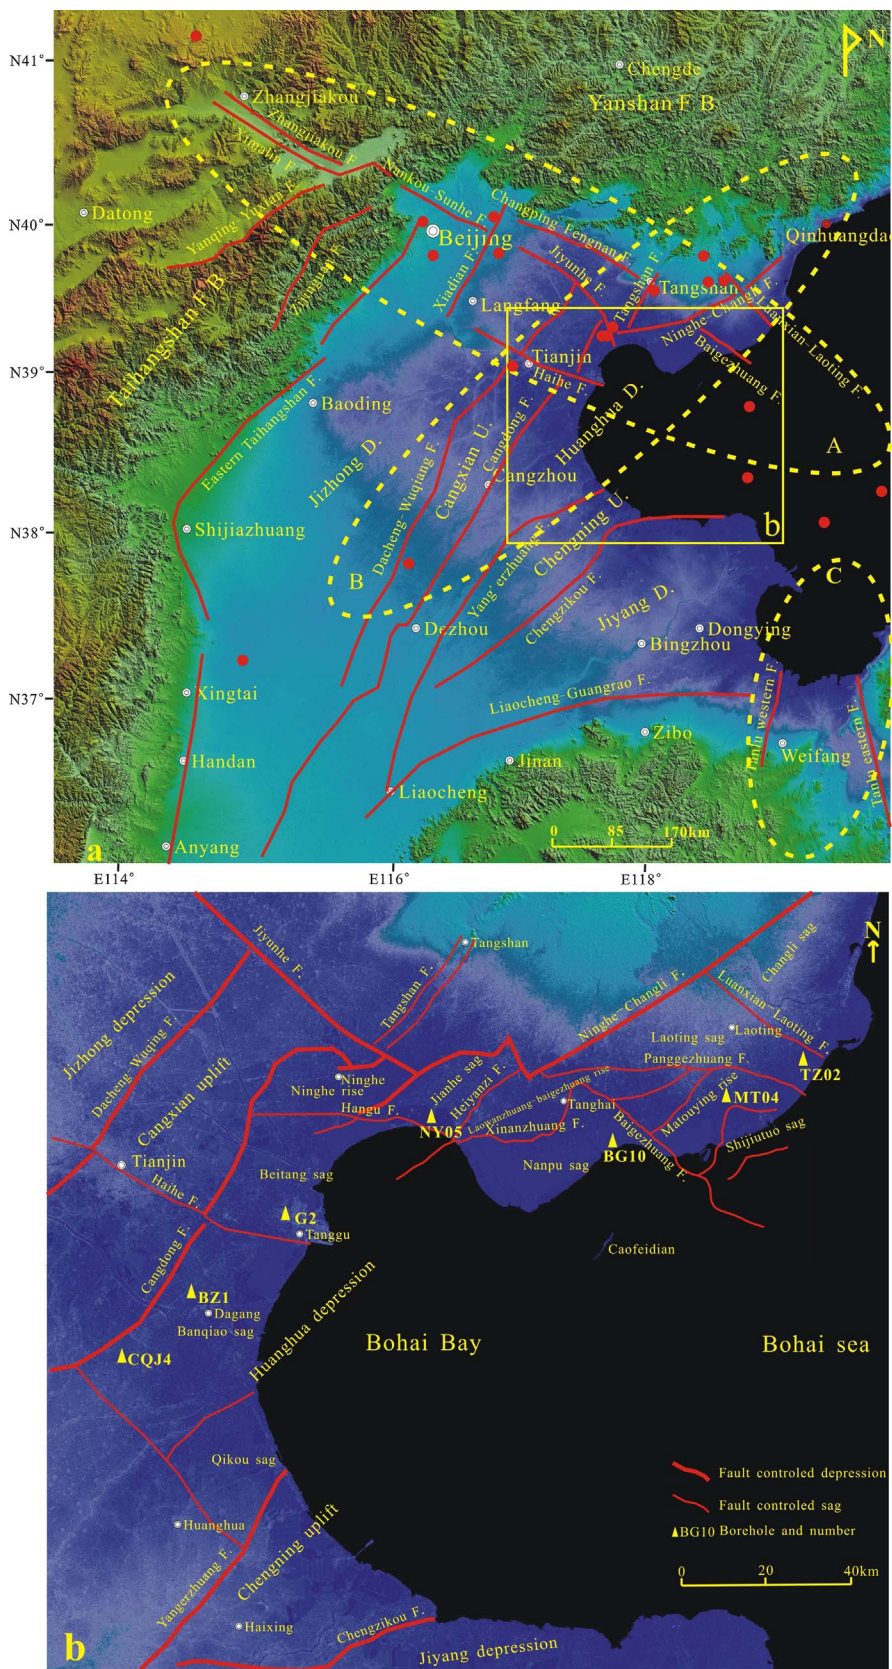 N41°
N
Chengde
Zhangjiakou
Yanshan F B
Zhangjiakou F.
Ximalin F.
Nankou-Sunhe F.
Yanqing-Yuxian F.
Datong
N40°
Changping-Fengnan F.
Qinhuangdao
Beijing
Jiyunhe F.
Xiadian F.
Tangshan F.
Tangshan
Langfang
Ninghe-Changli F.
Luanxian-Laoting F.
Taihangshan F B
N39°
Tianjin
Haihe F.
Baigezhuang F.
Baoding
Eastern Taihangshan F.
Huanghua D.
Cangdong F.
Cangxian U.
Jizhong D.
A
Cangzhou
Dacheng-Wuqiang F.
N38°
Shijiazhuang
b
Chengning U.
Yang'erzhuang F.
B
C
Chengzikou F.
Jiyang D.
Dezhou
Dongying
Bingzhou
N37°
Xingtai
Liaocheng-Guangrao F.
Tanlu western F.
Tanlu eastern F.
Zibo
Weifang
Handan
Jinan
Liaocheng
0 85 170km
Anyang
a
E114° E116° E118°
N
Jiyunhe F.
Tangshan
Changli sag
Tangshan F.
Ninghe-Changli F.
Luanxian-Laoting F.
Jizhong depression
Dacheng-Wuqing F.
Laoting sag
Laoting
Panggezhuang F.
TZ02
Cangxian uplift
Ninghe
Ninghe rise
Jianhe sag
Heiyanzi F.
Laowanzhuang-baigezhuang rise
Tanghai
Matouying rise
MT04
Hangu F.
NY05
Xinanzhuang F.
Baigezhuang F.
BG10
Shijiutuo sag
Tianjin
Beitang sag
Nanpu sag
Haihe F.
G2
Tanggu
Caofeidian
Cangdong F.
BZ1
Dagang
Banqiao sag
Huanghua depression
Bohai Bay
Bohai sea
CQJ4
Qikou sag
Fault controled depression
Fault controled sag
BG10 Borehole and number
Huanghua
Chengning uplift
Yangerzhuang F.
0 20 40km
Haixing
Chengzikou F.
b
Jiyang depression